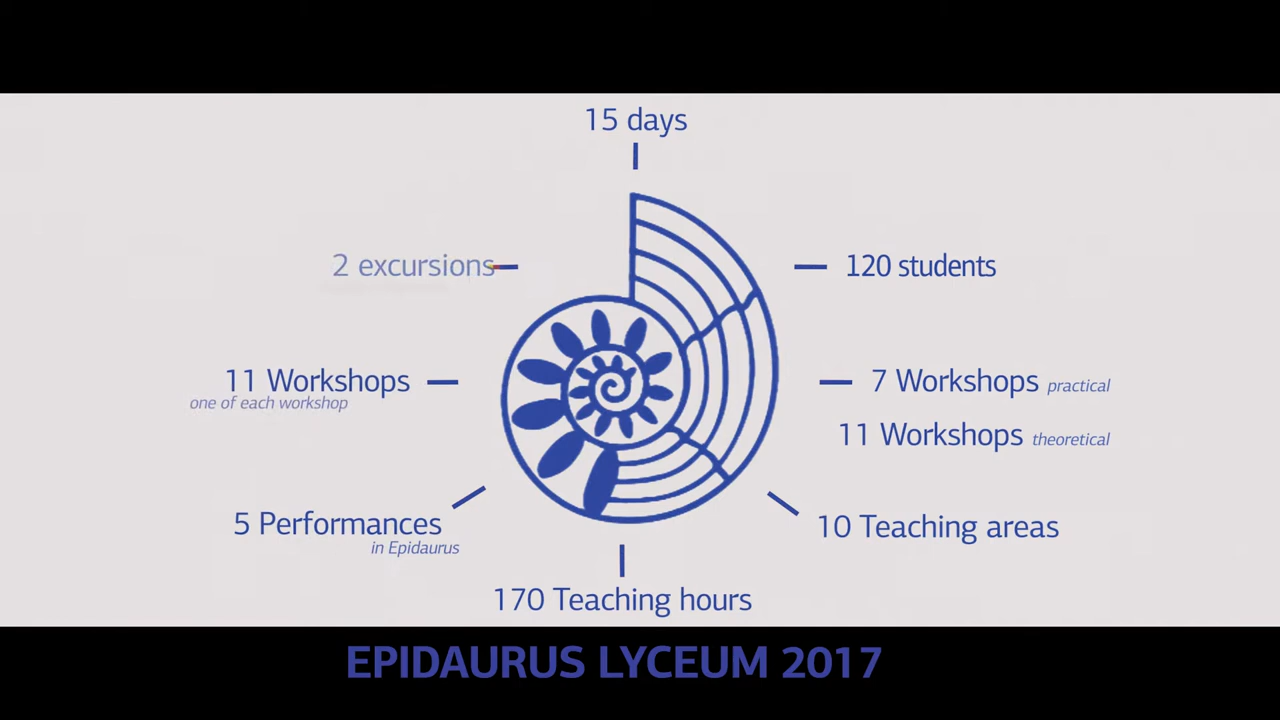 15 days
2 excursions
120 students
11 Workshops
one of each workshop
7 Workshops practical
11 Workshops theoretical
5 Performances
in Epidaurus
10 Teaching areas
170 Teaching hours
EPIDAURUS LYCEUM 2017